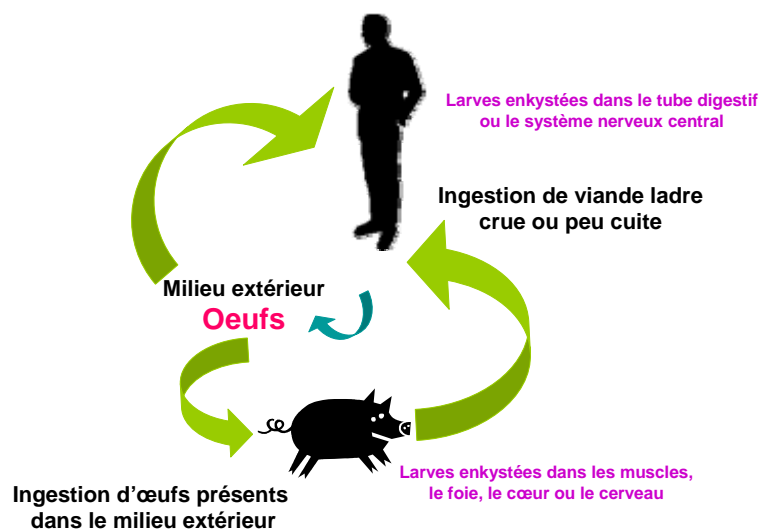 Larves enkystées dans le tube digestif
ou le système nerveux central
Ingestion de viande ladre
crue ou peu cuite
Milieu extérieur
Oeufs
Larves enkystées dans les muscles,
le foie, le cœur ou le cerveau
Ingestion d’œufs présents
dans le milieu extérieur